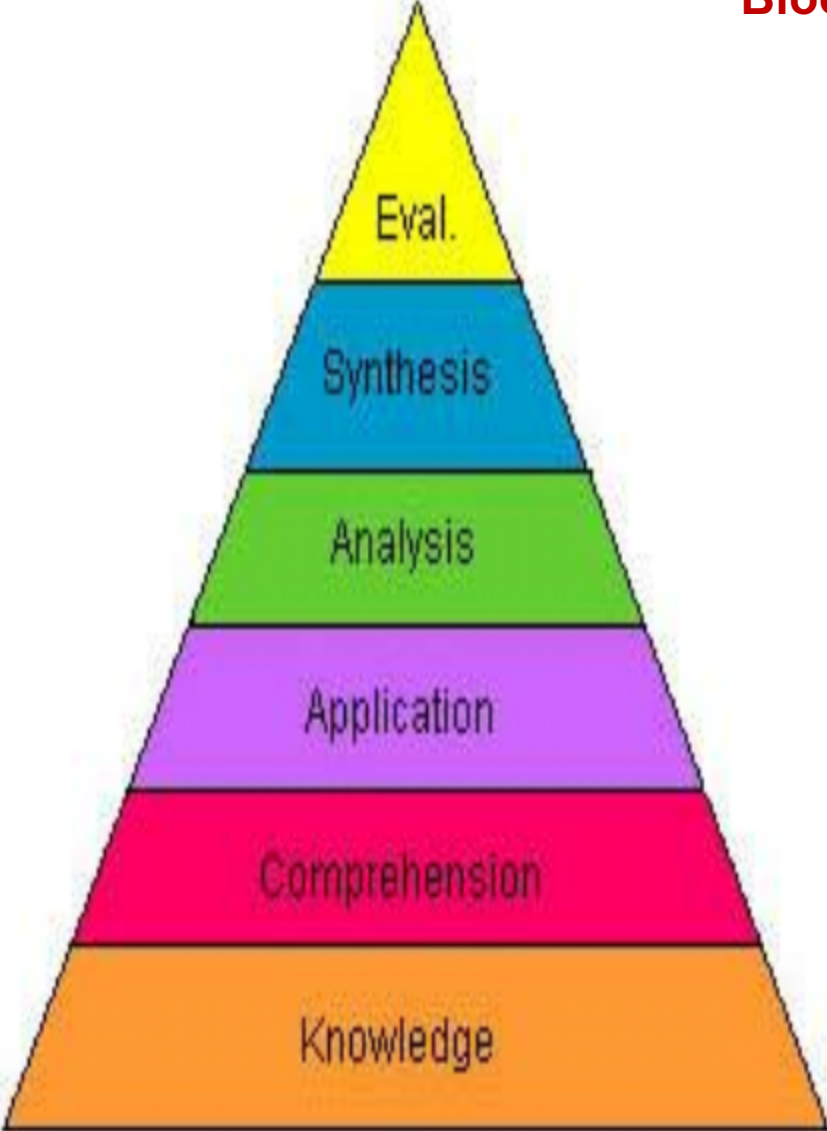 Eval.
Synthesis
Analysis
Application
Comprehension
Knowledge